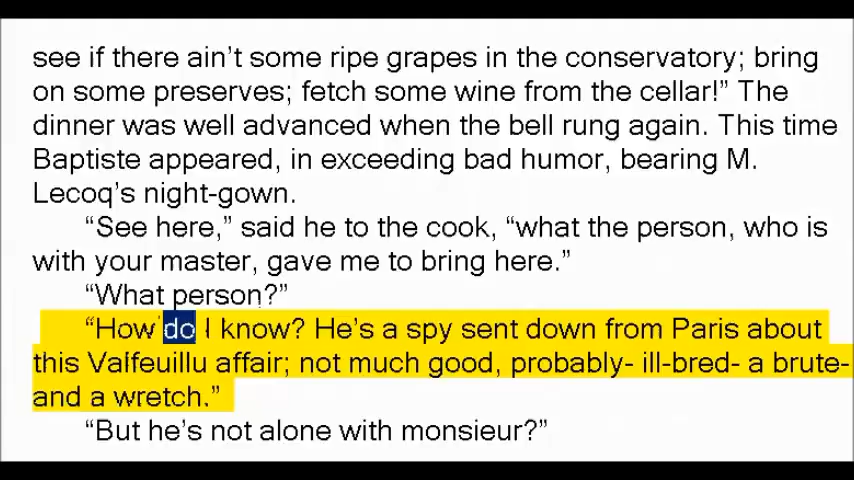 see if there ain’t some ripe grapes in the conservatory; bring
on some preserves; fetch some wine from the cellar!” The
dinner was well advanced when the bell rung again. This time
Baptiste appeared, in exceeding bad humor, bearing M.
Lecoq’s night-gown.
“See here,” said he to the cook, “what the person, who is
with your master, gave me to bring here.”
“What person?”
“How do I know? He’s a spy sent down from Paris about
this Valfeuillu affair; not much good, probably- ill-bred- a brute-
and a wretch.”
“But he’s not alone with monsieur?”